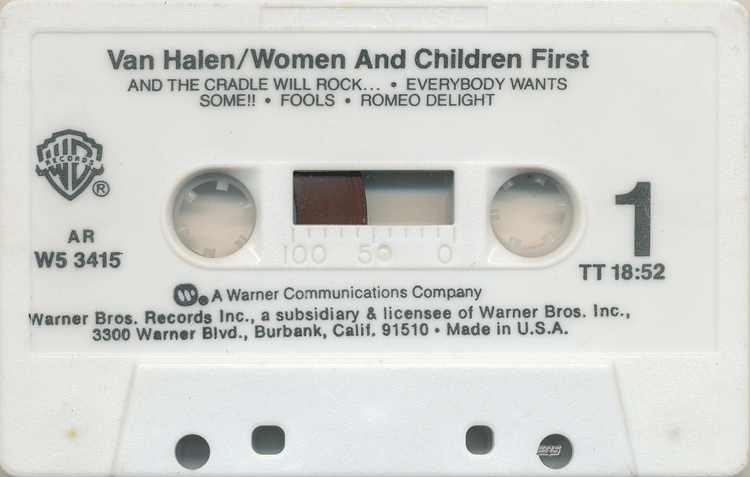 Van Halen/Women And Children First
AND THE CRADLE WILL ROCK... • EVERYBODY WANTS
SOME!! • FOOLS • ROMEO DELIGHT
WB
RECORDS
®
AR
W5 3415
1
TT 18:52
100 50 0
A Warner Communications Company
Warner Bros. Records Inc., a subsidiary & licensee of Warner Bros. Inc.,
3300 Warner Blvd., Burbank, Calif. 91510 • Made in U.S.A.